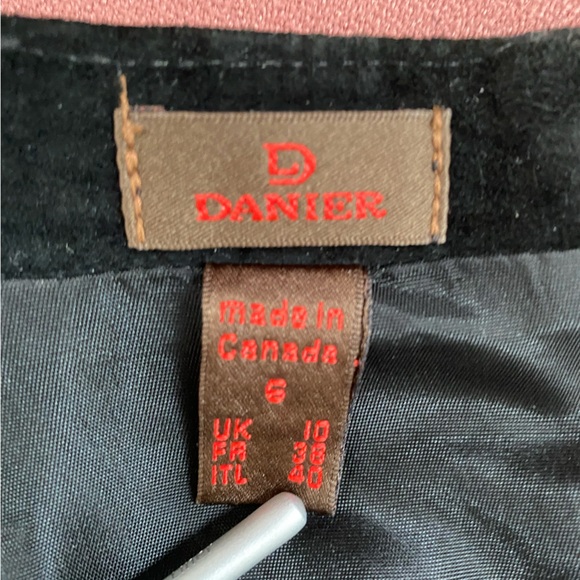 D
DANIER
made in
Canada
6
UK 10
FR 38
ITL 40